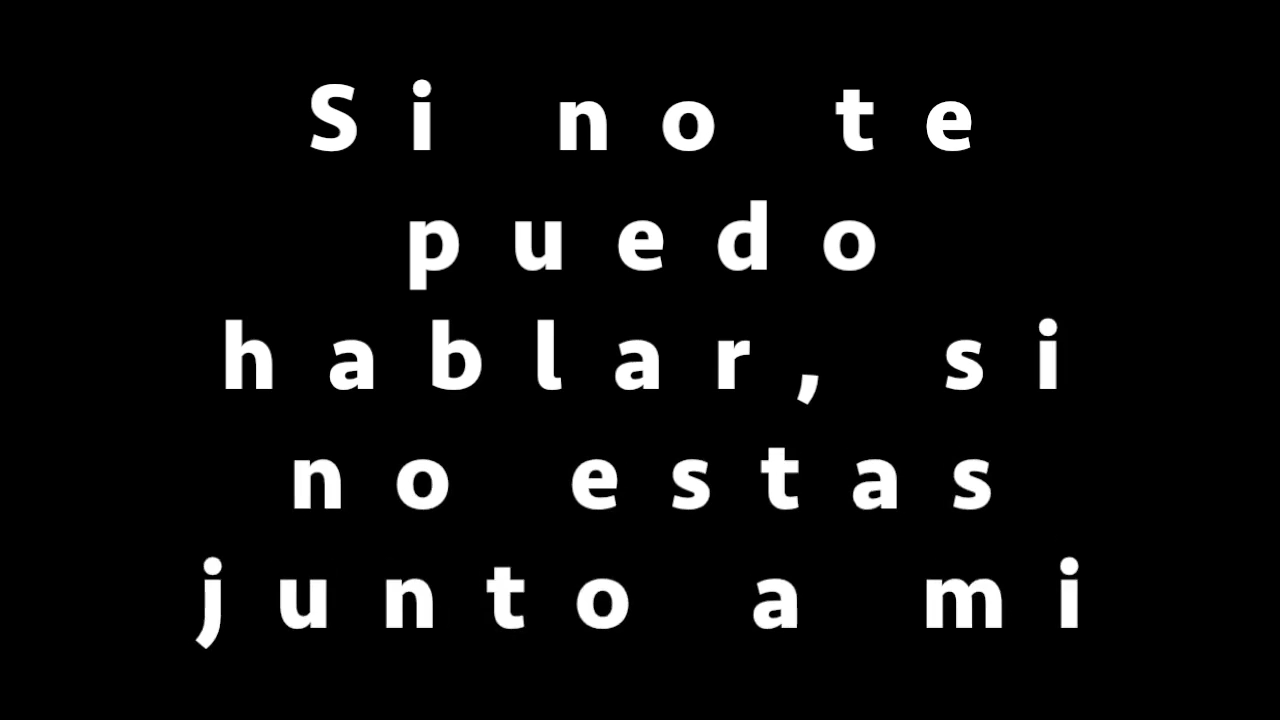 Si no te
puedo
hablar, si
no estas
junto a mi